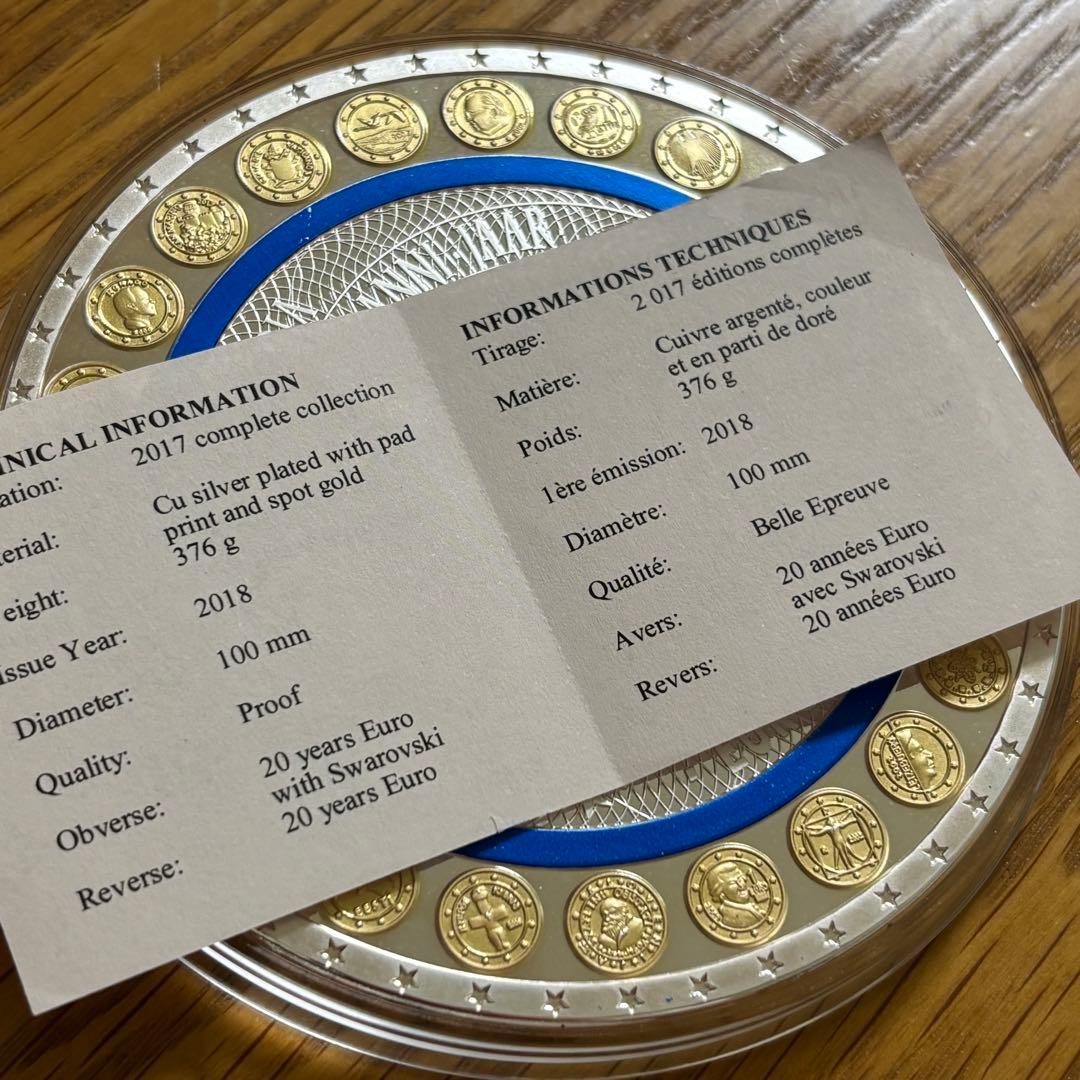 NICAL INFORMATION
ation: 2017 complete collection
erial: Cu silver plated with pad
print and spot gold
eight: 376 g
Issue Year: 2018
Diameter: 100 mm
Quality: Proof
Obverse: 20 years Euro
with Swarovski
Reverse: 20 years Euro
INFORMATIONS TECHNIQUES
Tirage: 2 017 éditions complètes
Matière: Cuivre argenté, couleur
et en parti de doré
Poids: 376 g
1ère émission: 2018
Diamètre: 100 mm
Qualité: Belle Epreuve
Avers: 20 années Euro
avec Swarovski
Revers: 20 années Euro